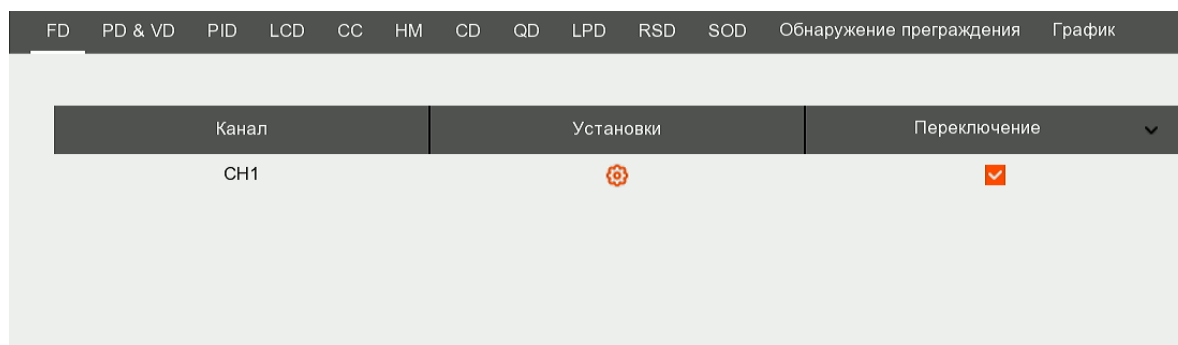 FD PD & VD PID LCD CC HM CD QD LPD RSD SOD Обнаружение преграждения График
Канал Установки Переключение
CH1